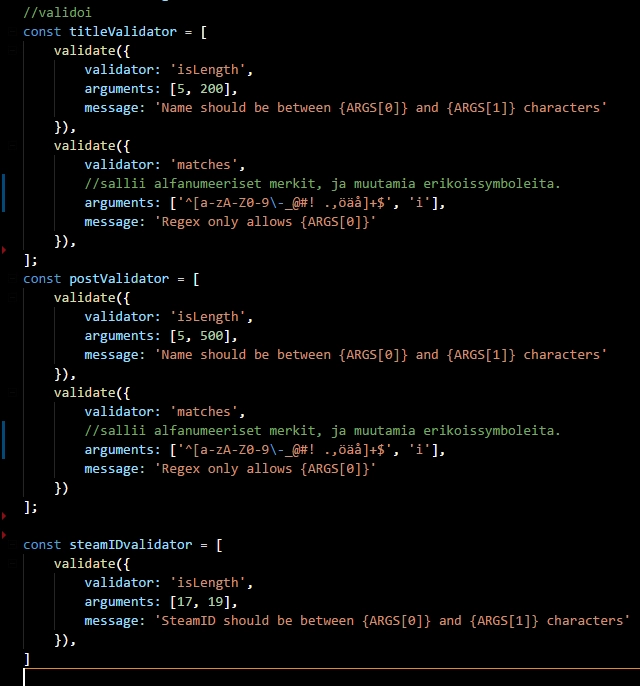 //validoi
const titleValidator = [
    validate({
        validator: 'isLength',
        arguments: [5, 200],
        message: 'Name should be between {ARGS[0]} and {ARGS[1]} characters'
    }),
    validate({
        validator: 'matches',
        //sallii alfanumeeriset merkit, ja muutamia erikoissymboleita.
        arguments: ['^[a-zA-Z0-9\-_@#! .,öäå]+$', 'i'],
        message: 'Regex only allows {ARGS[0]}'
    }),
];
const postValidator = [
    validate({
        validator: 'isLength',
        arguments: [5, 500],
        message: 'Name should be between {ARGS[0]} and {ARGS[1]} characters'
    }),
    validate({
        validator: 'matches',
        //sallii alfanumeeriset merkit, ja muutamia erikoissymboleita.
        arguments: ['^[a-zA-Z0-9\-_@#! .,öäå]+$', 'i'],
        message: 'Regex only allows {ARGS[0]}'
    })
];
const steamIDvalidator = [
    validate({
        validator: 'isLength',
        arguments: [17, 19],
        message: 'SteamID should be between {ARGS[0]} and {ARGS[1]} characters'
    }),
]